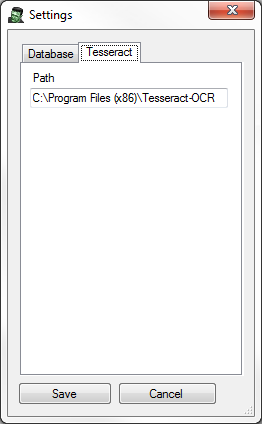 Settings
Database
Tesseract
Path
C:\Program Files (x86)\Tesseract-OCR
Save
Cancel